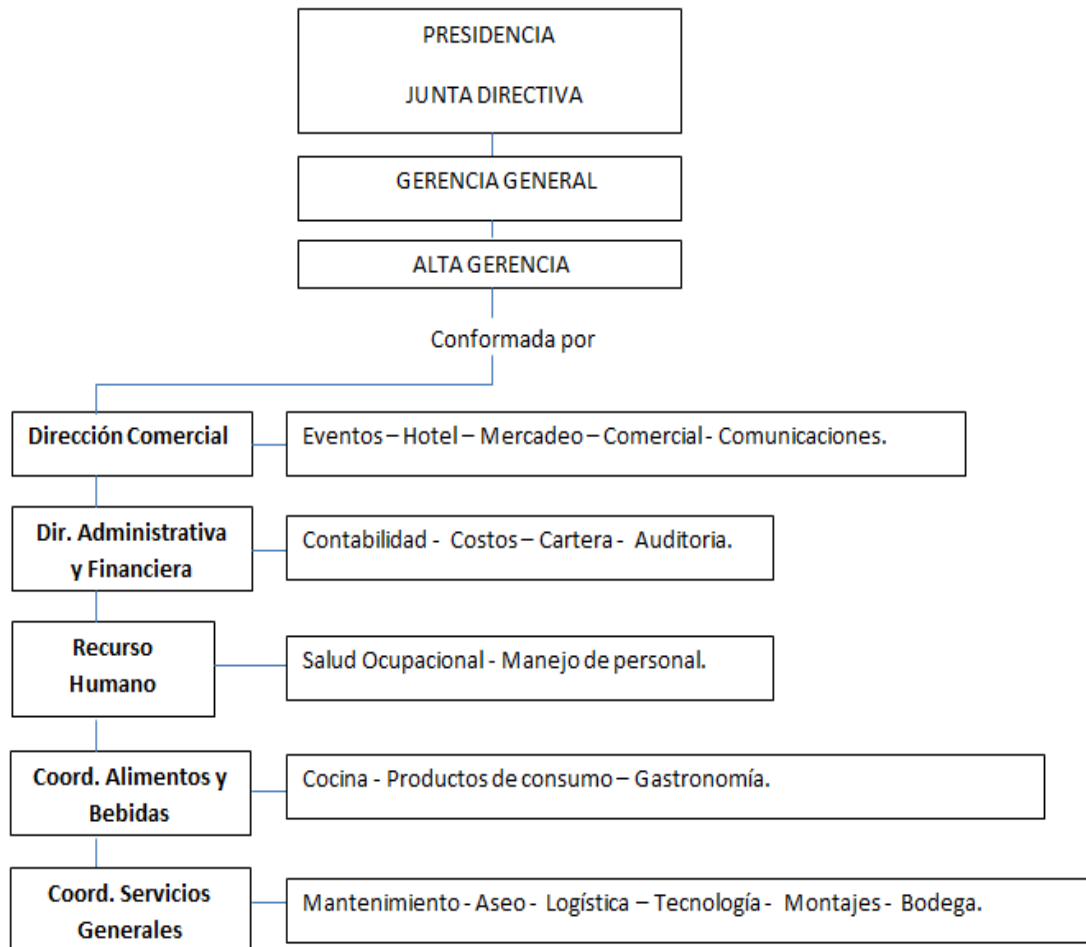 PRESIDENCIA
JUNTA DIRECTIVA
GERENCIA GENERAL
ALTA GERENCIA
Conformada por
Dirección Comercial
Eventos – Hotel – Mercadeo – Comercial - Comunicaciones.
Dir. Administrativa
y Financiera
Contabilidad - Costos – Cartera - Auditoria.
Recurso
Humano
Salud Ocupacional - Manejo de personal.
Coord. Alimentos y
Bebidas
Cocina - Productos de consumo – Gastronomía.
Coord. Servicios
Generales
Mantenimiento - Aseo - Logística – Tecnología - Montajes - Bodega.